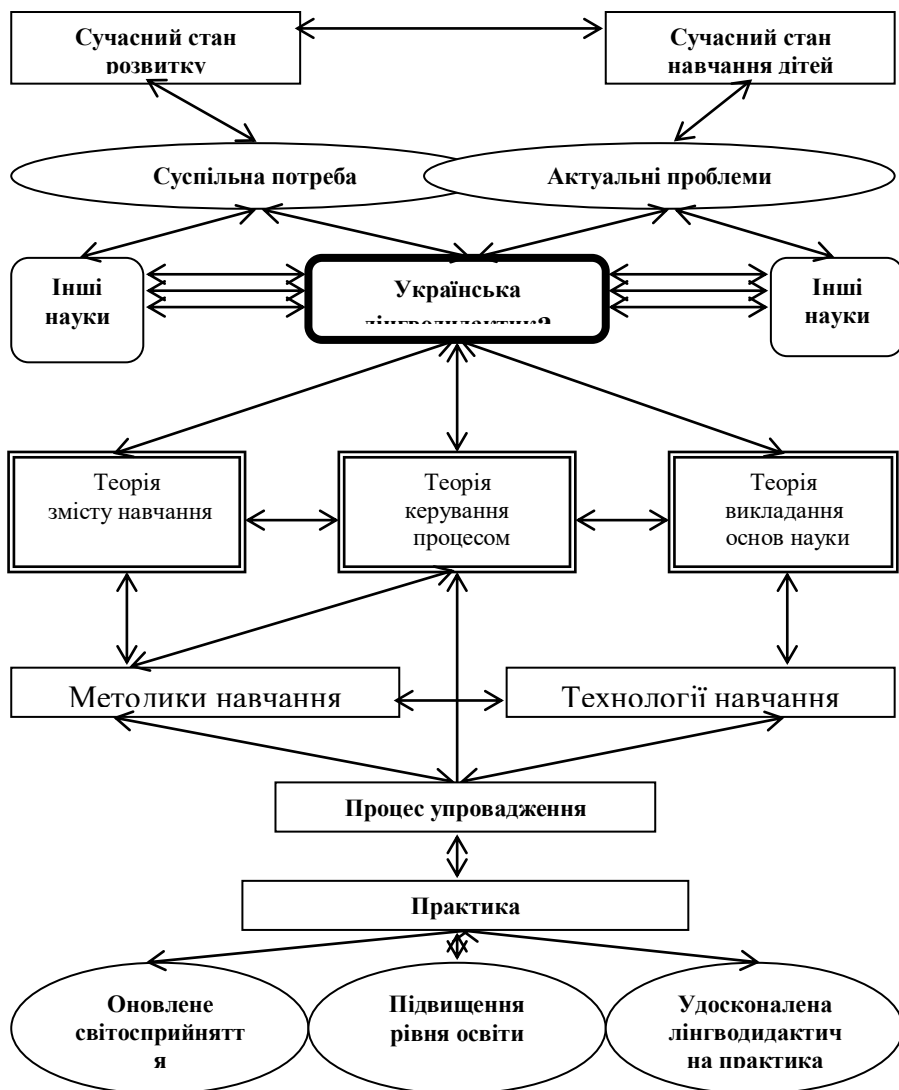 Сучасний стан
розвитку
Сучасний стан
навчання дітей
Суспільна потреба
Актуальні проблеми
Інші
науки
Українська
лінгводидактика
Інші
науки
Теорія
змісту навчання
Теорія
керування
процесом
Теорія
викладання
основ науки
Методики навчання
Технології навчання
Процес упровадження
Практика
Оновлене
світосприйнятт
я
Підвищення
рівня освіти
Удосконалена
лінгводидактич
на практика